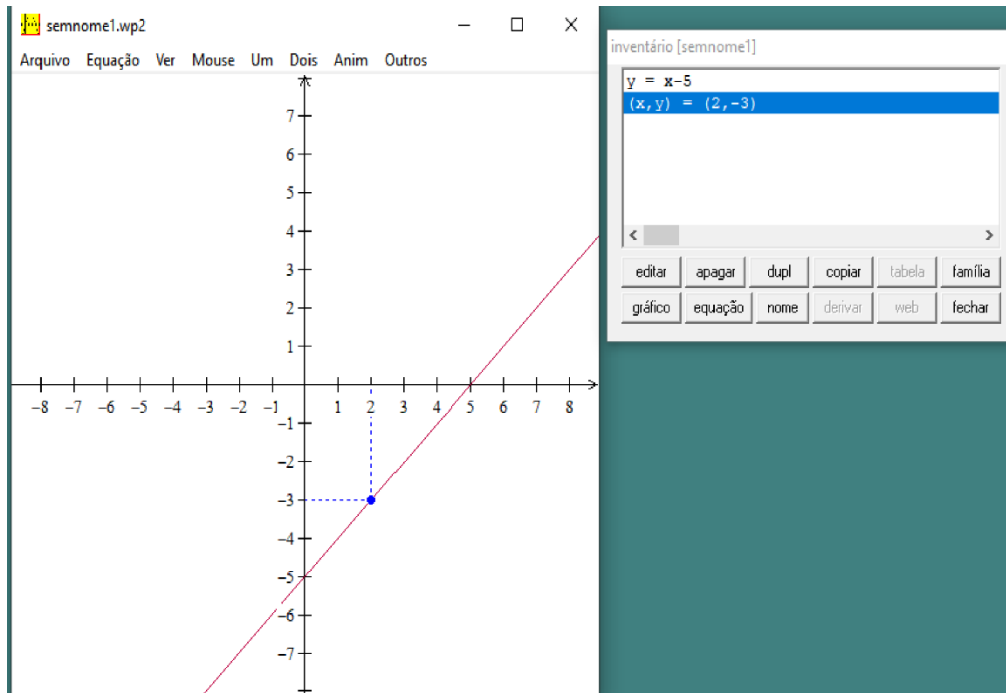 semnome1.wp2
Arquivo Equação Ver Mouse Um Dois Anim Outros
7
6
5
4
3
2
1
−8 −7 −6 −5 −4 −3 −2 −1 1 2 3 4 5 6 7 8
−1
−2
−3
−4
−5
−6
−7
inventário [semnome1]
y = x-5
(x,y) = (2,-3)
editar apagar dupl copiar tabela família
gráfico equação nome derivar web fechar